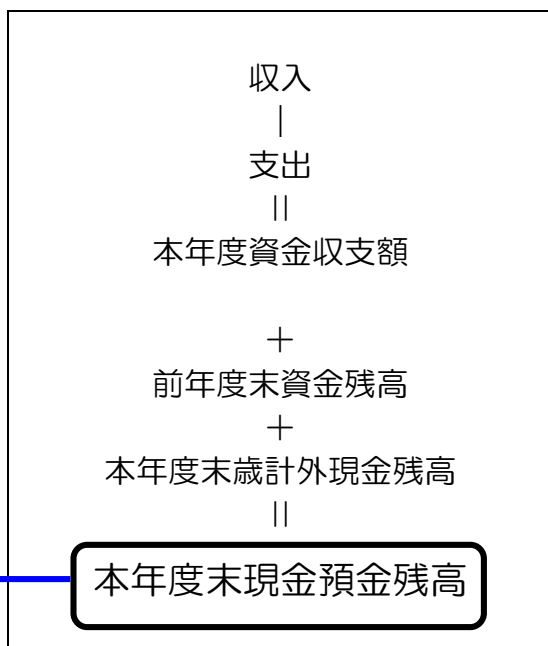 収入
｜
支出
||
本年度資金収支額
＋
前年度末資金残高
＋
本年度末歳計外現金残高
||
本年度末現金預金残高